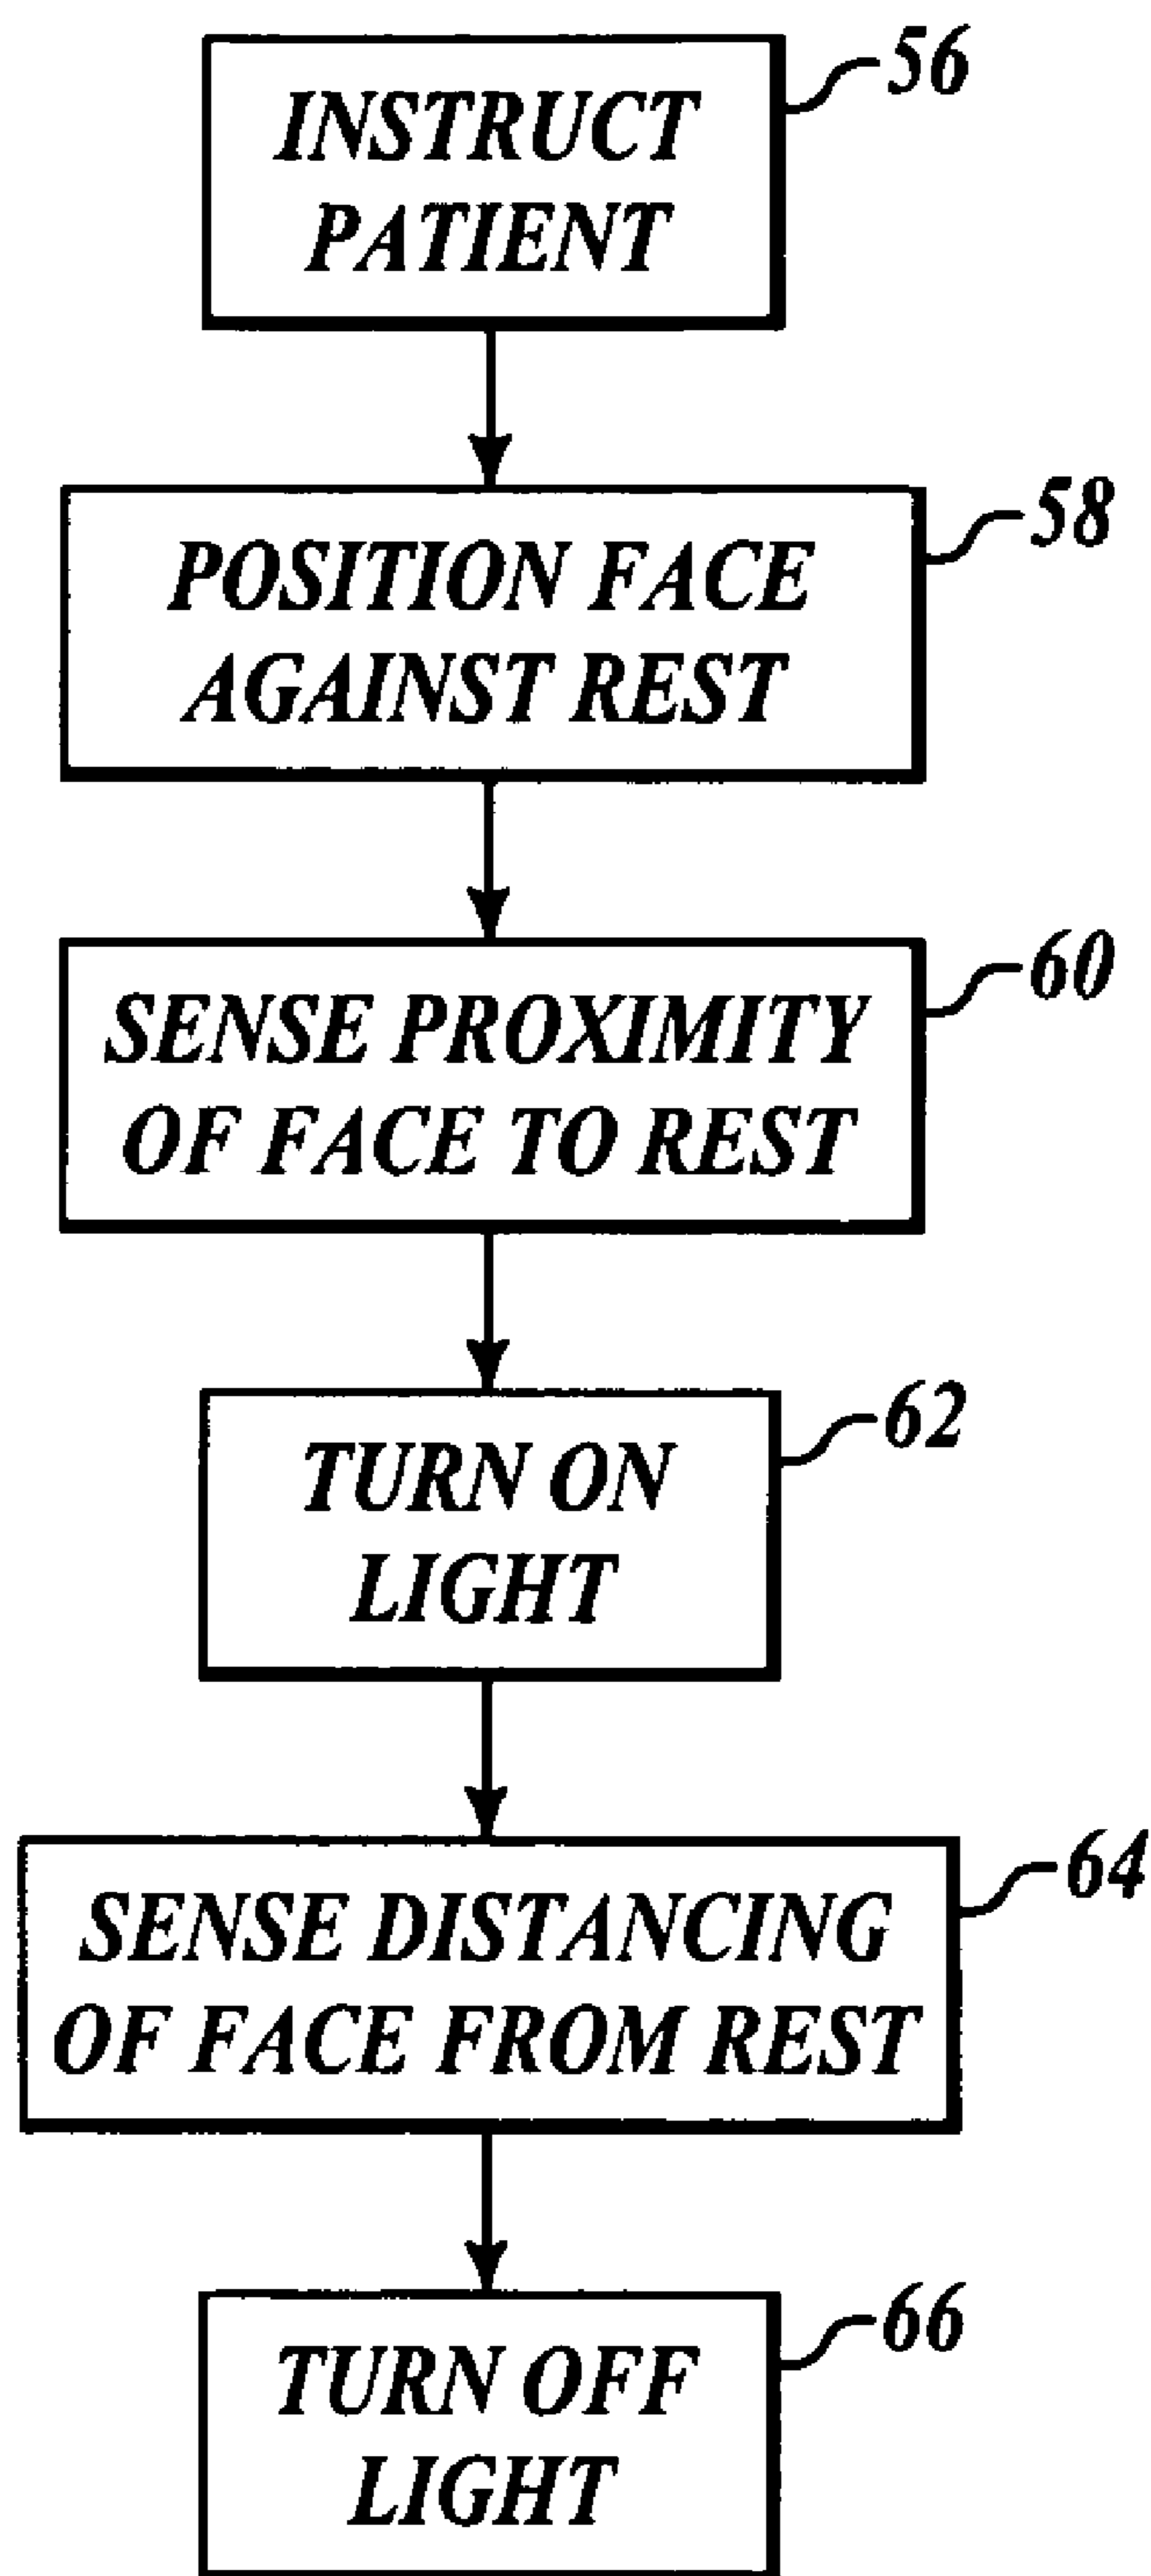 56
INSTRUCT
PATIENT
58
POSITION FACE
AGAINST REST
60
SENSE PROXIMITY
OF FACE TO REST
62
TURN ON
LIGHT
64
SENSE DISTANCING
OF FACE FROM REST
66
TURN OFF
LIGHT